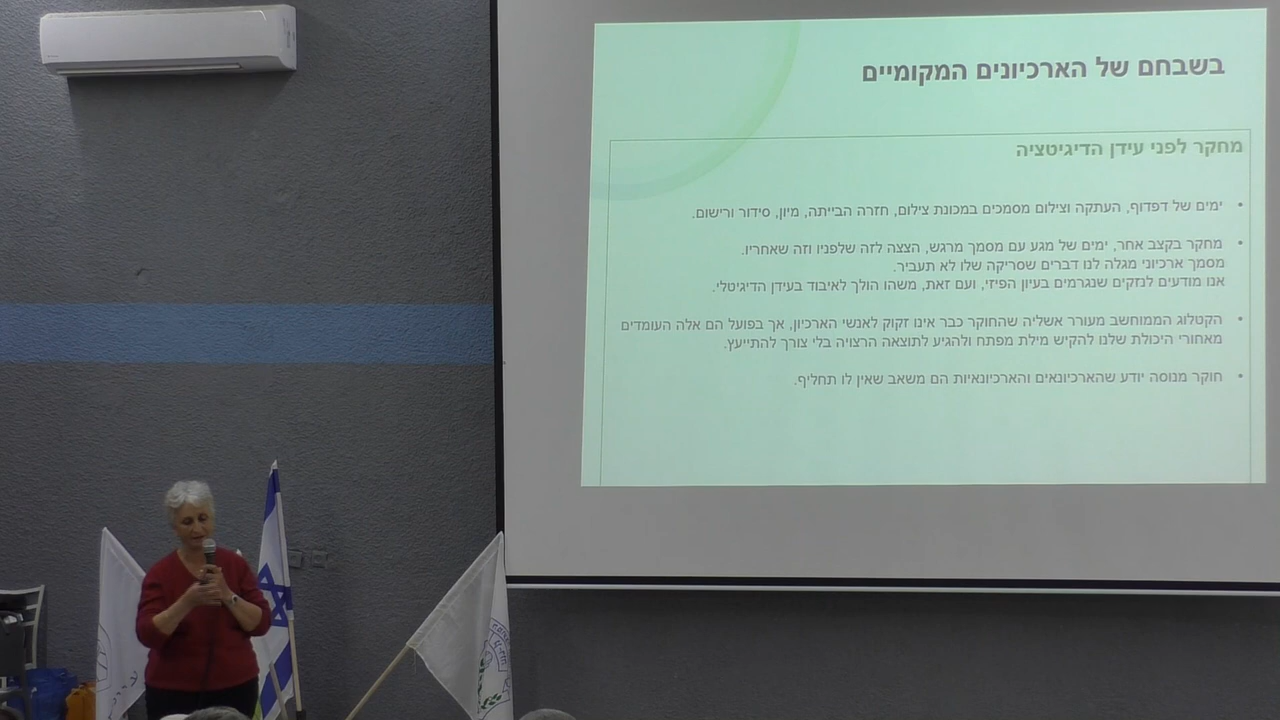 בשבחם של הארכיונים המקומיים
מחקר לפני עידן הדיגיטציה
• ימים של דפדוף, העתקה וצילום מסמכים במכונת צילום, חזרה הבייתה, מיון, סידור ורישום.
• מחקר בקצב אחר, ימים של מגע עם מסמך מרגש, הצצה לזה שלפניו וזה שאחריו.
מסמך ארכיוני מגלה לנו דברים שסריקה שלו לא תעביר.
אנו מודעים לנזקים שנגרמים בעיון הפיזי, ועם זאת, משהו הולך לאיבוד בעידן הדיגיטלי.
• הקטלוג הממוחשב מעורר אשליה שהחוקר כבר אינו זקוק לאנשי הארכיון, אך בפועל הם אלה העומדים
מאחורי היכולת שלנו להקיש מילת מפתח ולהגיע לתוצאה הרצויה בלי צורך להתייעץ.
• חוקר מנוסה יודע שהארכיונאים והארכיונאיות הם משאב שאין לו תחליף.